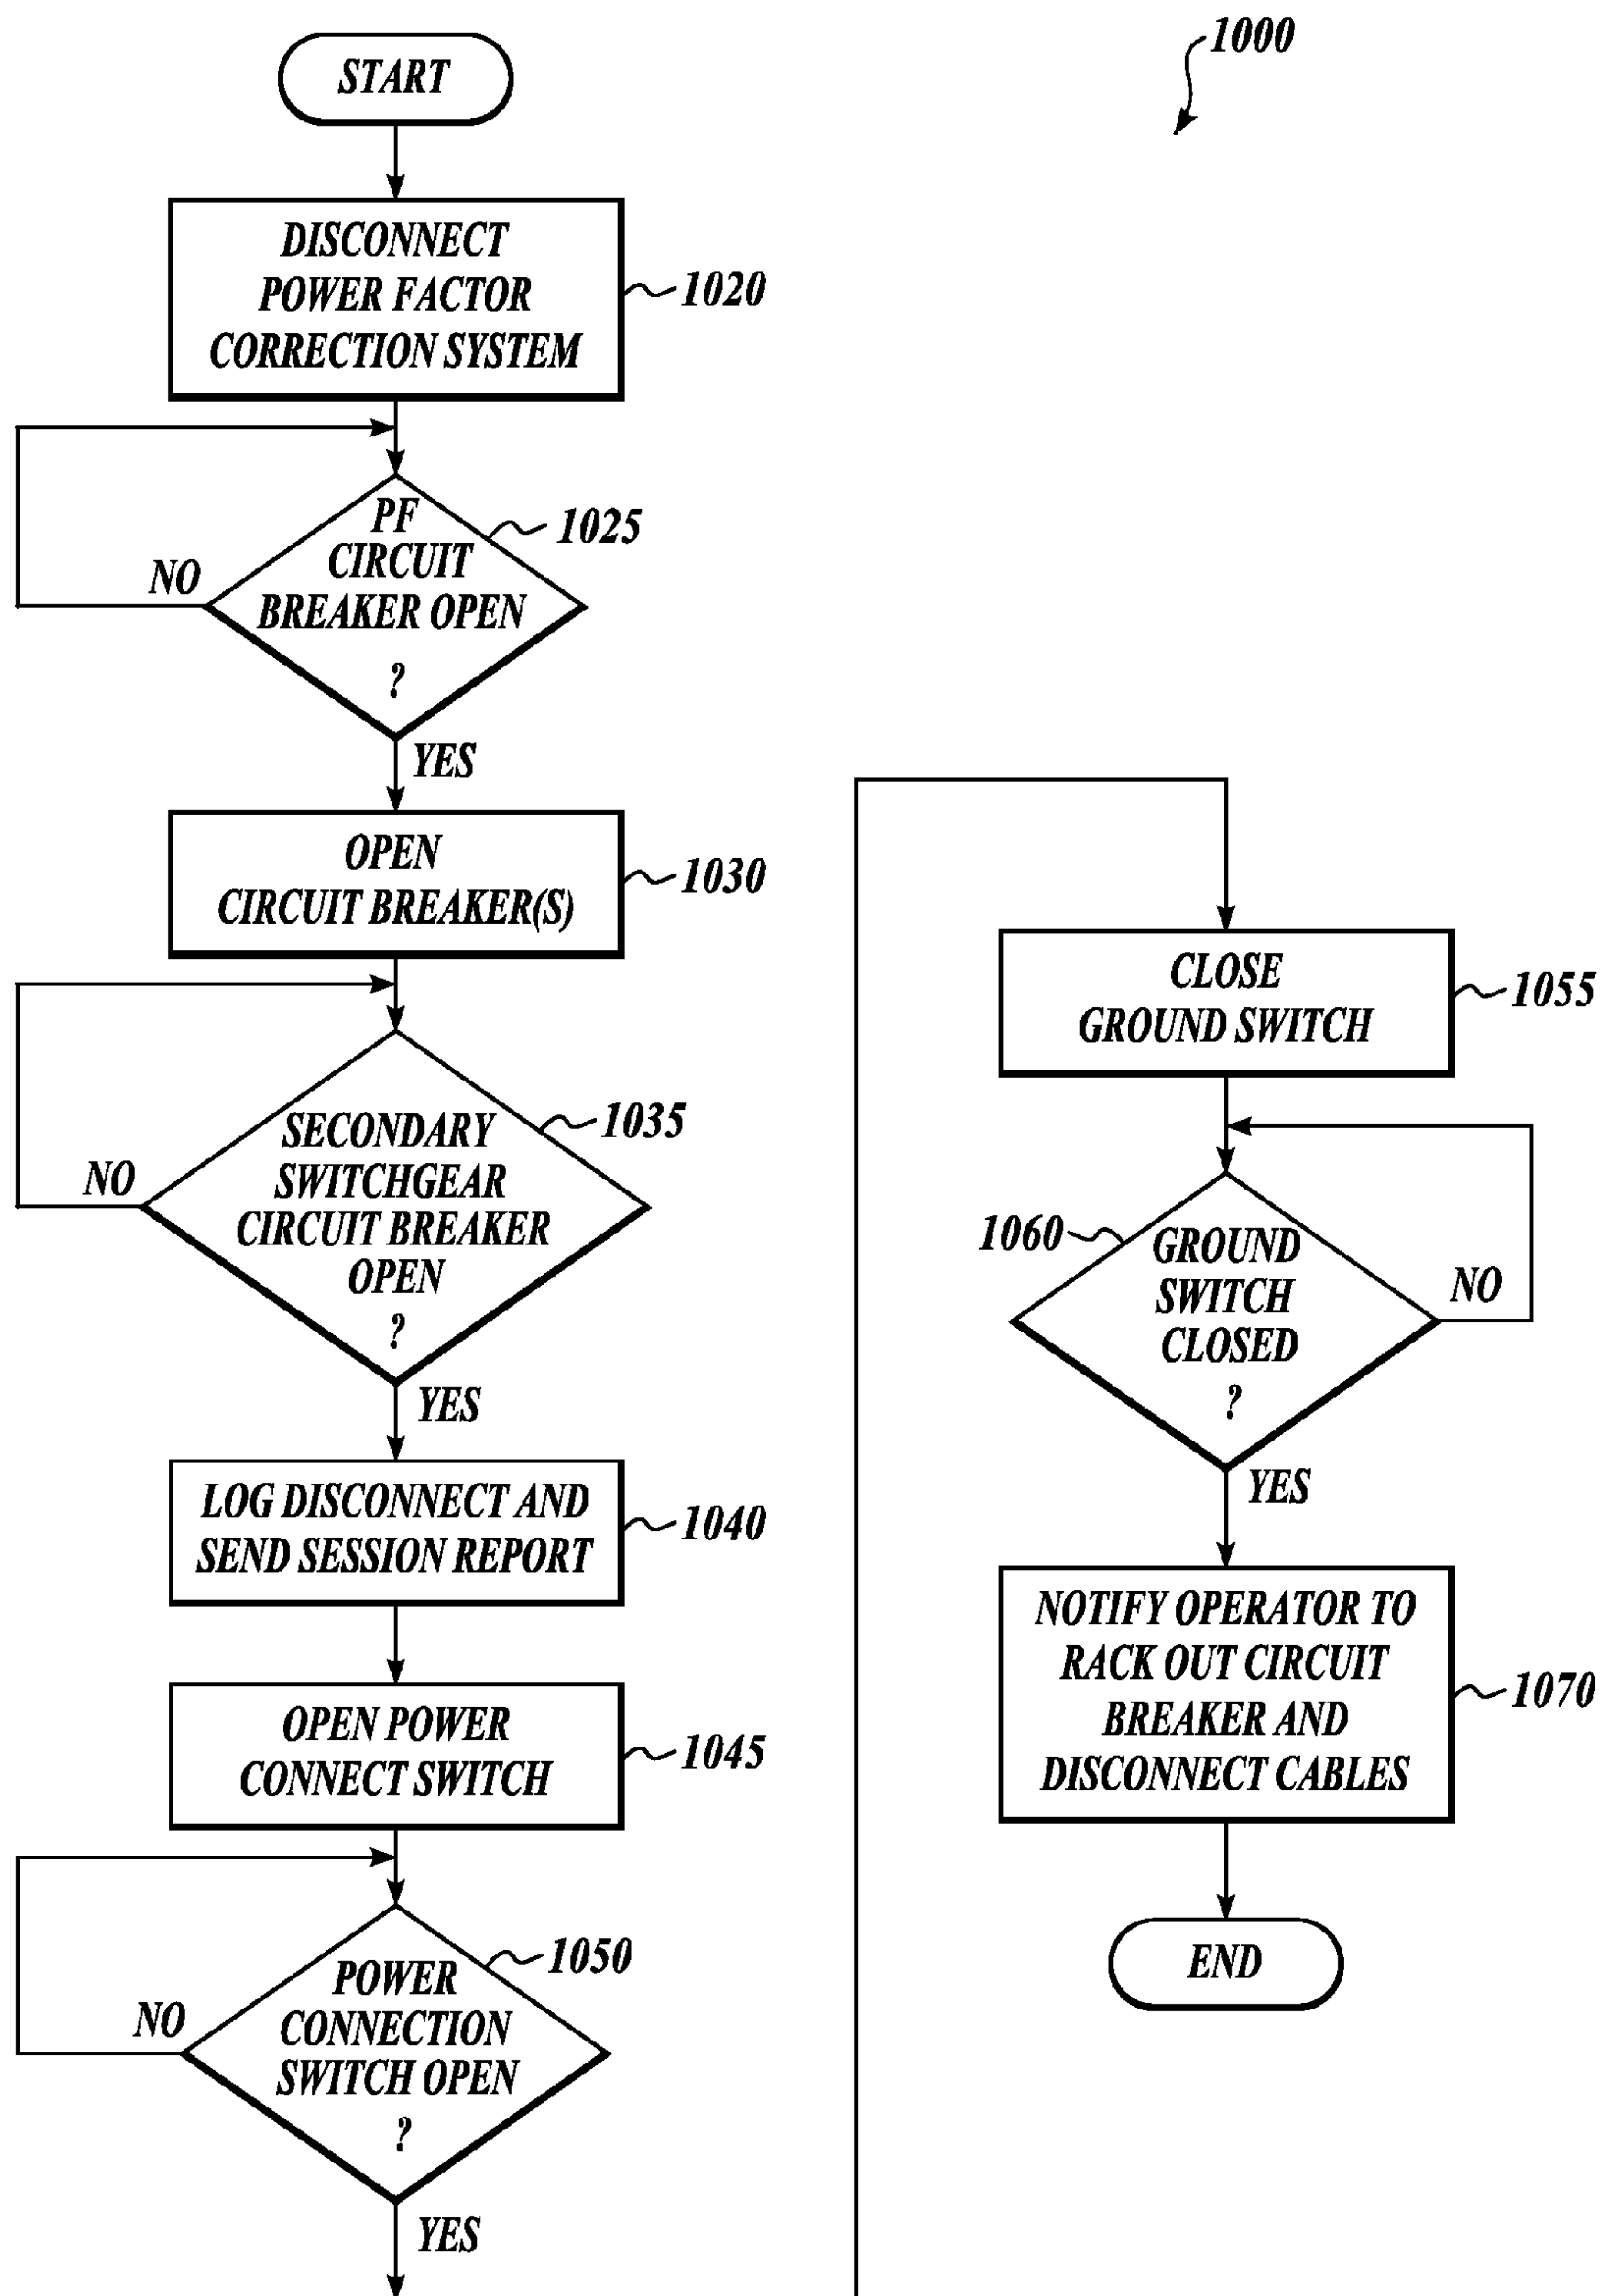 START
DISCONNECT
POWER FACTOR
CORRECTION SYSTEM
1020
PF
CIRCUIT
BREAKER OPEN
?
1025
NO
YES
OPEN
CIRCUIT BREAKER(S)
1030
SECONDARY
SWITCHGEAR
CIRCUIT BREAKER
OPEN
?
1035
NO
YES
LOG DISCONNECT AND
SEND SESSION REPORT
1040
OPEN POWER
CONNECT SWITCH
1045
POWER
CONNECTION
SWITCH OPEN
?
1050
NO
YES
1000
CLOSE
GROUND SWITCH
1055
1060
GROUND
SWITCH
CLOSED
?
NO
YES
NOTIFY OPERATOR TO
RACK OUT CIRCUIT
BREAKER AND
DISCONNECT CABLES
1070
END